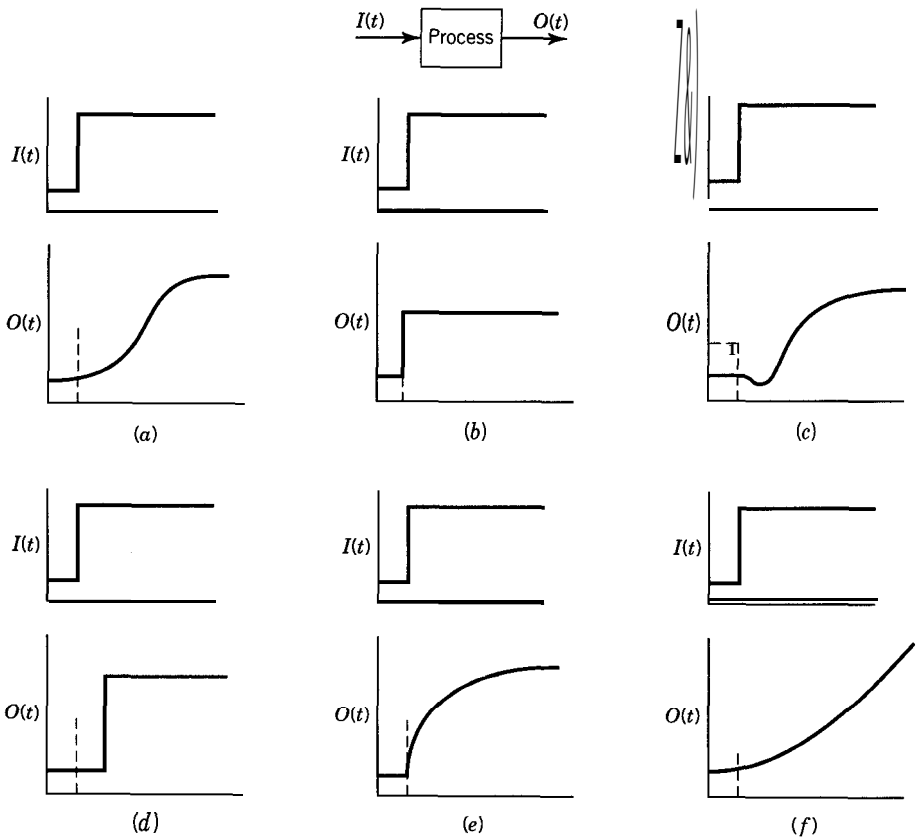 I(t) Process O(t)
I(t) I(t)
O(t) O(t) O(t)
(a) (b) (c)
I(t) I(t) I(t)
O(t) O(t) O(t)
(d) (e) (f)